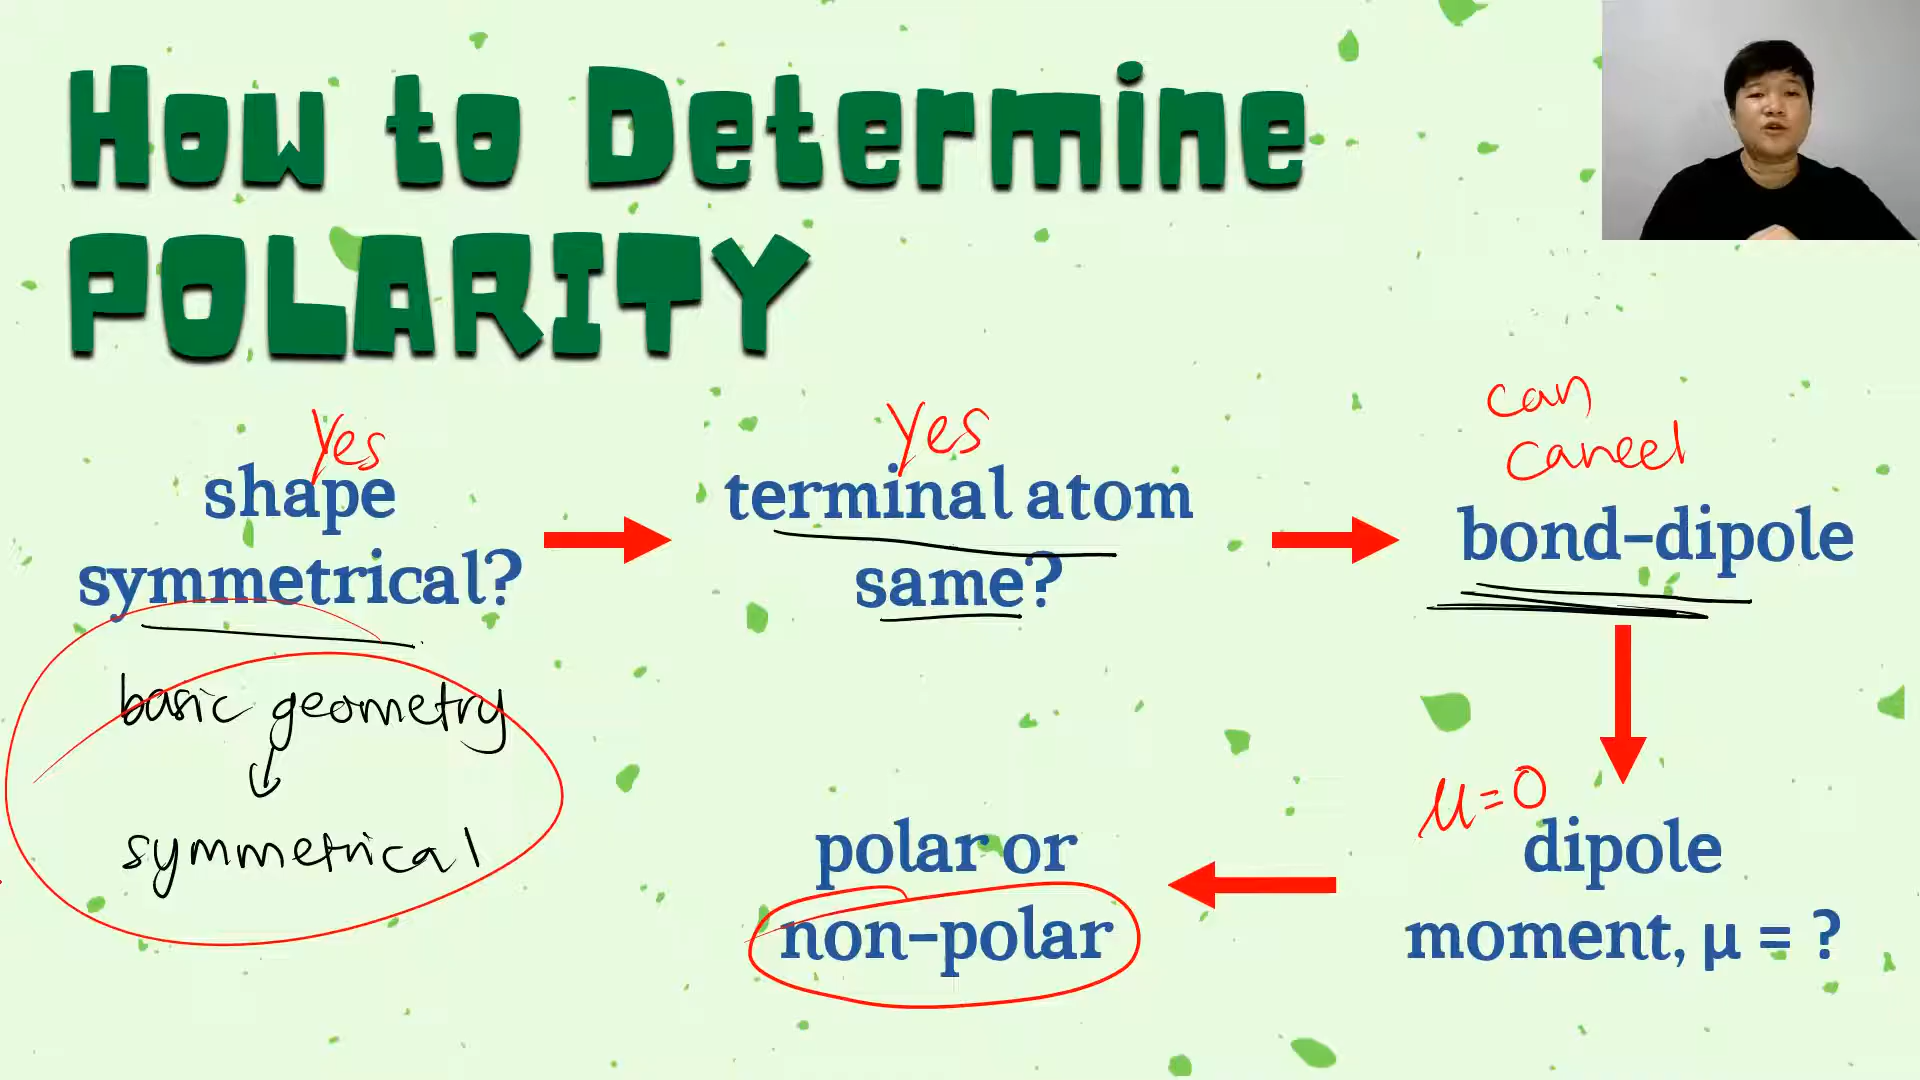 How to Determine
POLARITY
Yes
shape
symmetrical?
basic geometry
symmetrical
Yes
terminal atom
same?
can
cancel
bond-dipole
μ=0
dipole
moment, μ = ?
polar or
non-polar